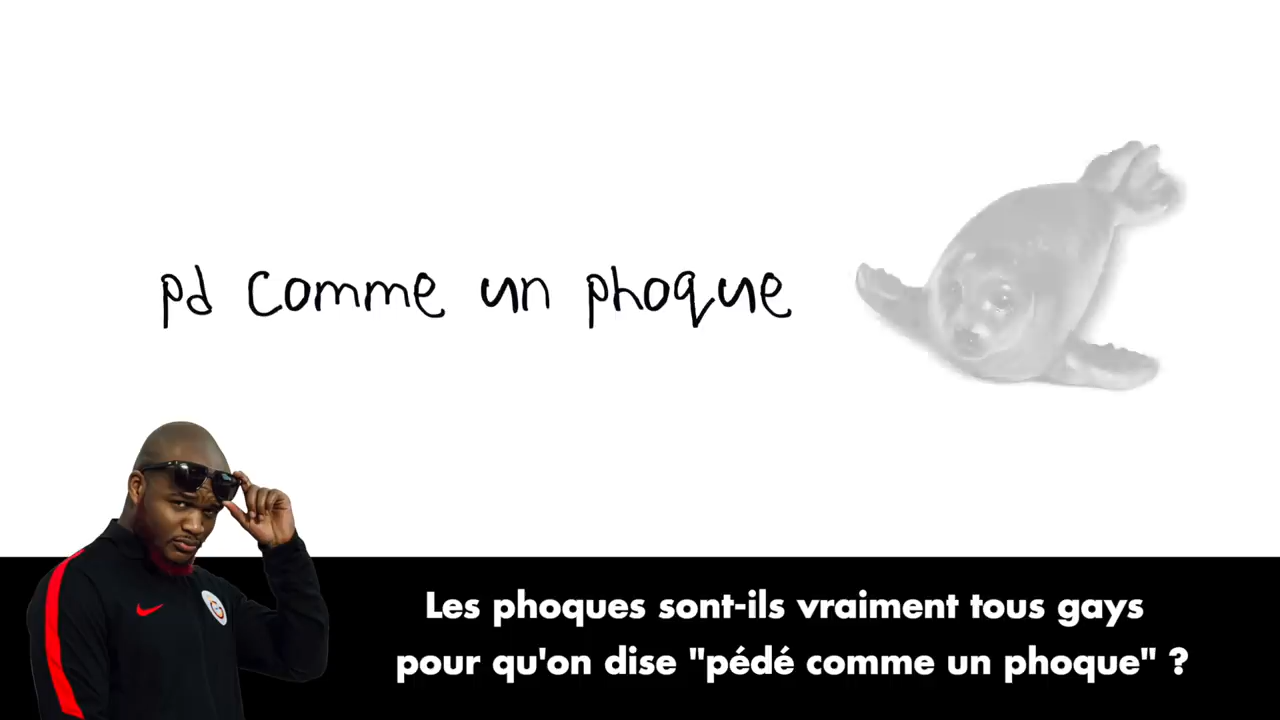 pd comme un phoque
Les phoques sont-ils vraiment tous gays
pour qu'on dise "pédé comme un phoque" ?